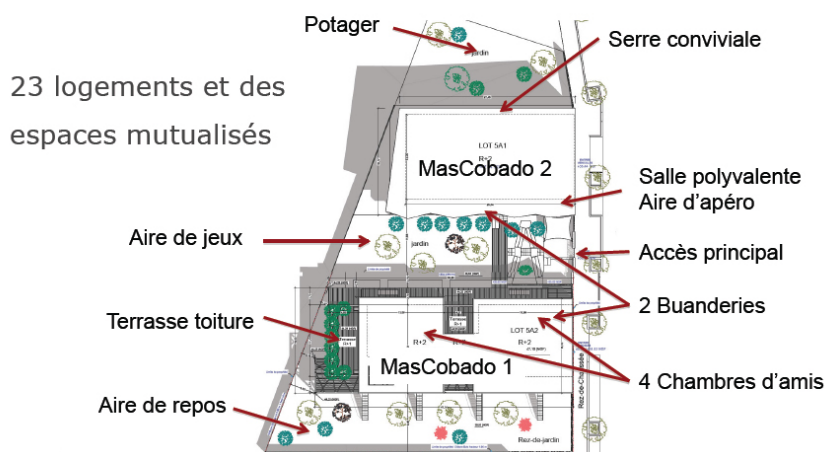 Potager
Serre conviviale
jardin
23 logements et des
espaces mutualisés
LOT 5A1
R+2
MasCobado 2
Salle polyvalente
Aire d'apéro
Aire de jeux
jardin
Accès principal
2 Buanderies
Terrasse toiture
Terrasse
R+2
LOT 5A2
R+2
MasCobado 1
4 Chambres d'amis
Rez-de-Chaussée
Aire de repos
Rez-de-jardin